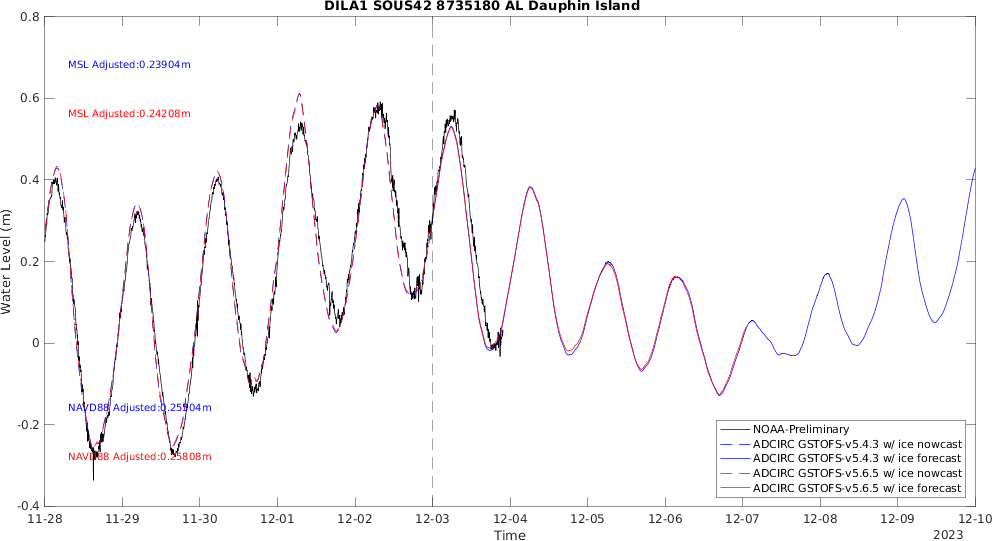 DILA1 SOUS42 8735180 AL Dauphin Island
0.8
0.6
0.4
0.2
0
-0.2
-0.4
Water Level (m)
MSL Adjusted:0.23904m
MSL Adjusted:0.24208m
NAVD88 Adjusted:0.25904m
NAVD88 Adjusted:0.25808m
NOAA-Preliminary
ADCIRC GSTOFS-v5.4.3 w/ ice nowcast
ADCIRC GSTOFS-v5.4.3 w/ ice forecast
ADCIRC GSTOFS-v5.6.5 w/ ice nowcast
ADCIRC GSTOFS-v5.6.5 w/ ice forecast
11-28 11-29 11-30 12-01 12-02 12-03 12-04 12-05 12-06 12-07 12-08 12-09 12-10
Time
2023